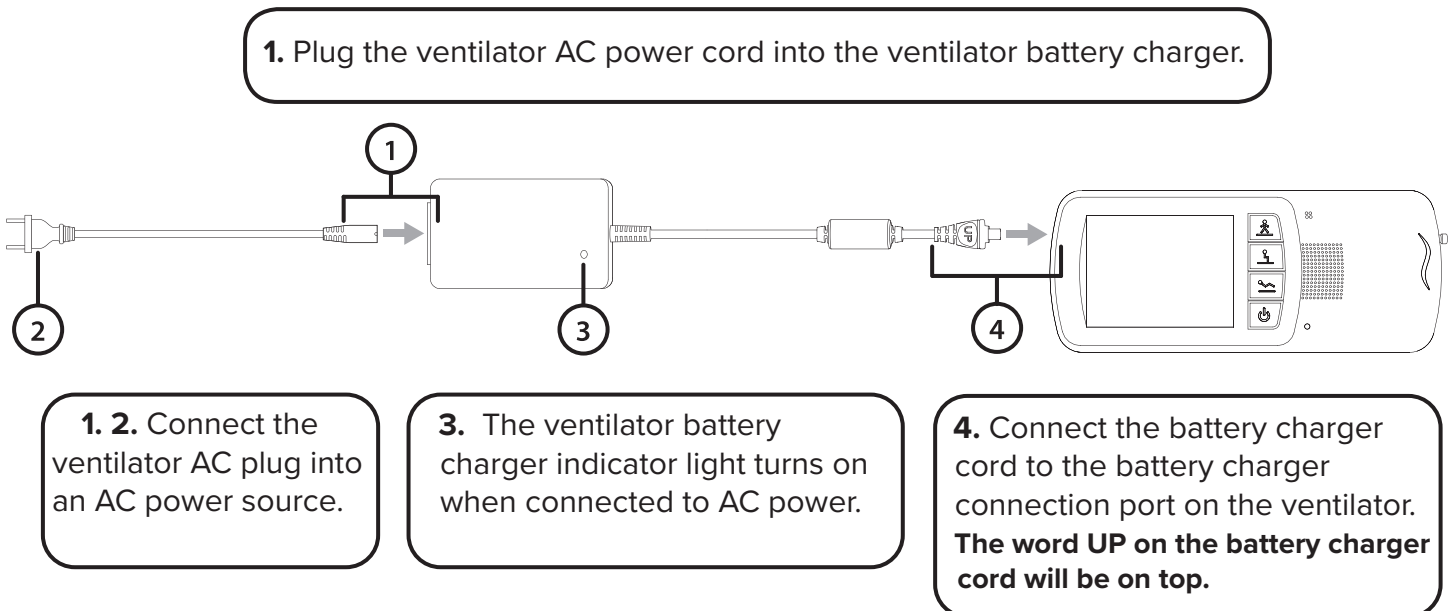 1. Plug the ventilator AC power cord into the ventilator battery charger.
1
UP
2
3
4
1. 2. Connect the
ventilator AC plug into
an AC power source.
3. The ventilator battery
charger indicator light turns on
when connected to AC power.
4. Connect the battery charger
cord to the battery charger
connection port on the ventilator.
The word UP on the battery charger
cord will be on top.